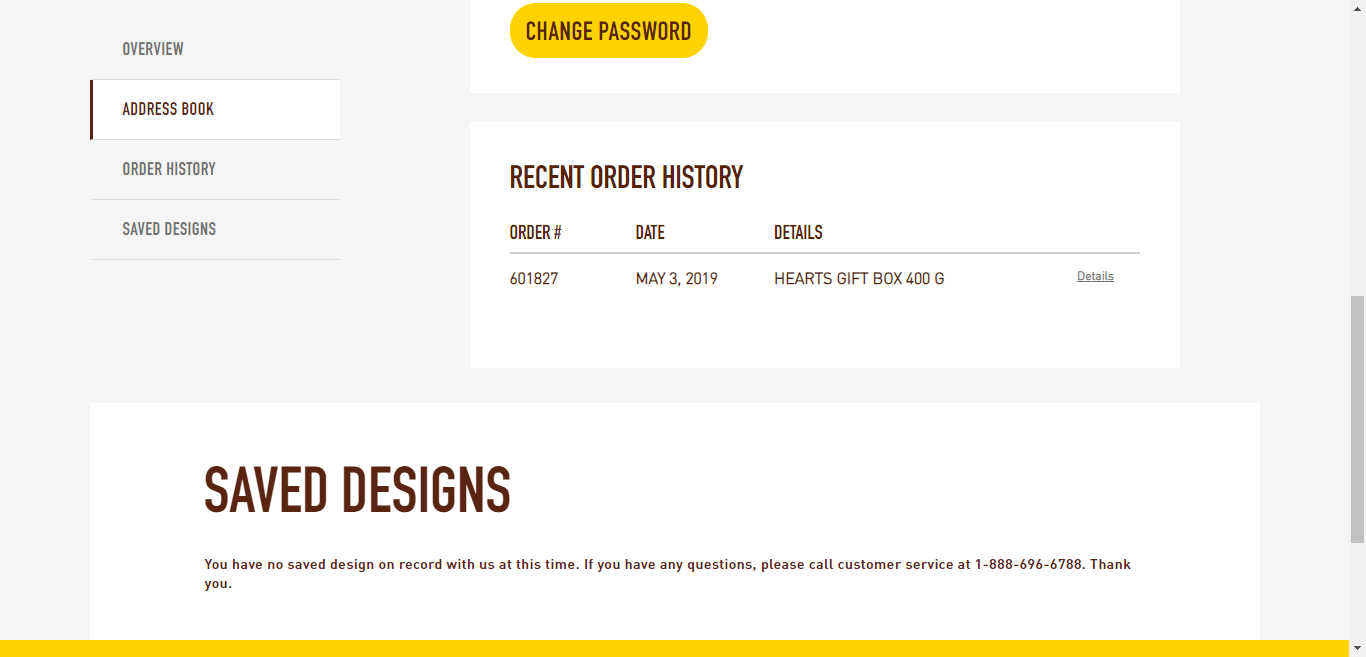 CHANGE PASSWORD
OVERVIEW
ADDRESS BOOK
ORDER HISTORY
SAVED DESIGNS
RECENT ORDER HISTORY
ORDER # DATE DETAILS
601827 MAY 3, 2019 HEARTS GIFT BOX 400 G Details
SAVED DESIGNS
You have no saved design on record with us at this time. If you have any questions, please call customer service at 1-888-696-6788. Thank
you.